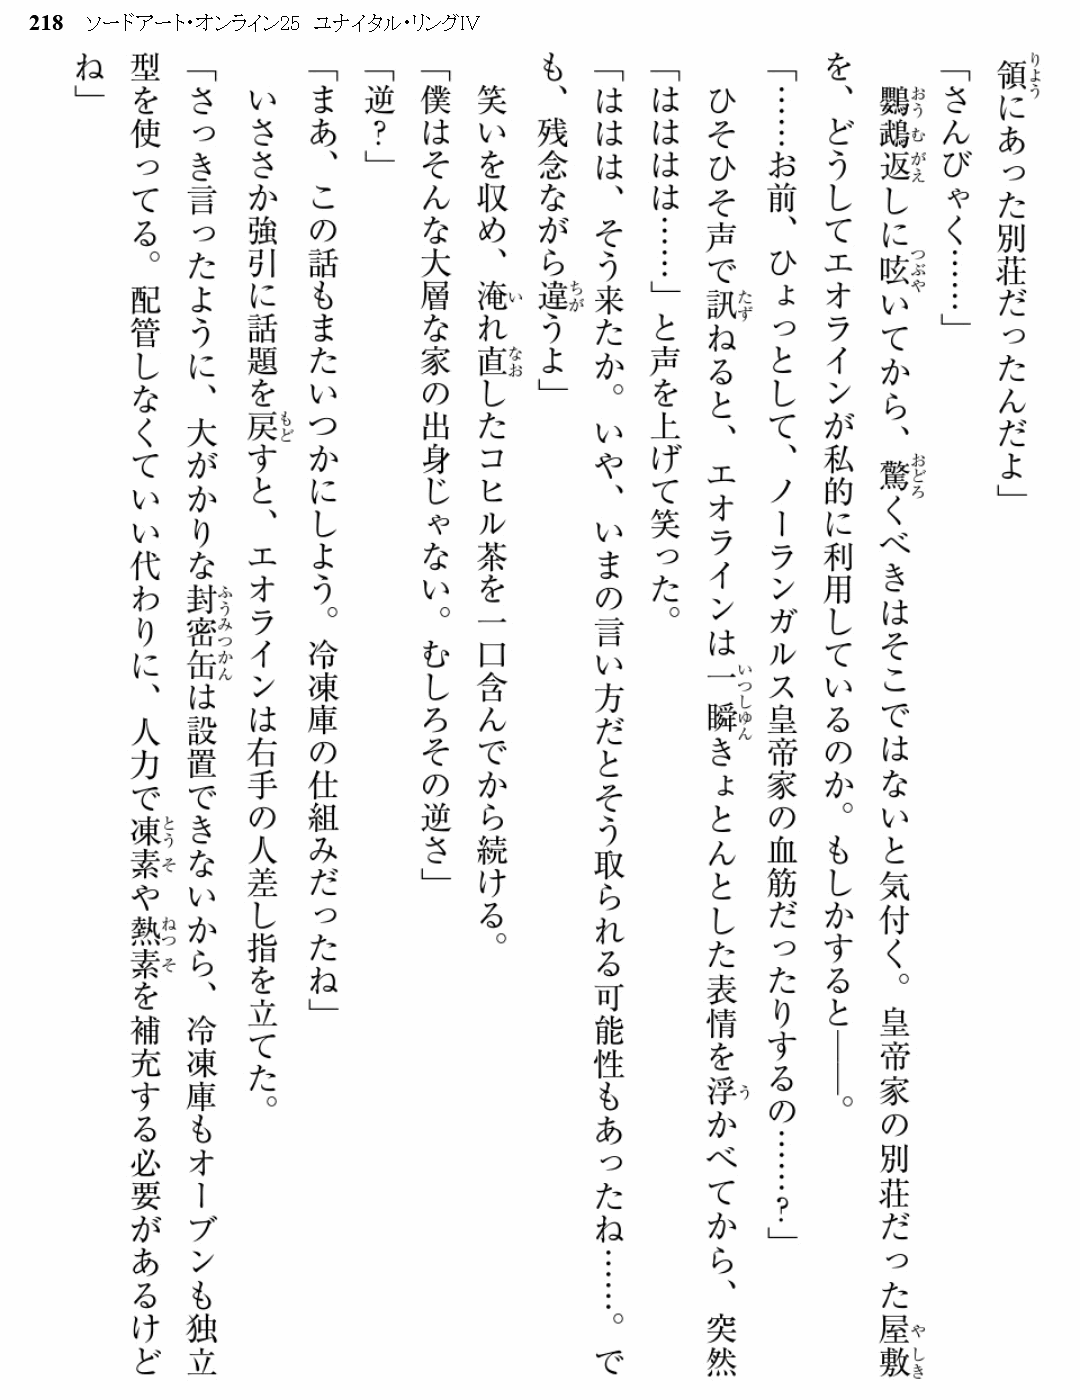 218 ソードアート・オンライン25 ユナイタル・リングⅣ
領にあった別荘だったんだよ」
「さんびゃく……」
鸚鵡返しに呟いてから、驚くべきはそこではないと気付く。皇帝家の別荘だった屋敷
を、どうしてエオラインが私的に利用しているのか。もしかすると――。
「……お前、ひょっとして、ノーランガルス皇帝家の血筋だったりするの……？」
ひそひそ声で訊ねると、エオラインは一瞬きょとんとした表情を浮かべてから、突然
「はははは……」と声を上げて笑った。
「ははは、そう来たか。いや、いまの言い方だとそう取られる可能性もあったね……。で
も、残念ながら違うよ」
笑いを収め、淹れ直したコヒル茶を一口含んでから続ける。
「僕はそんな大層な家の出身じゃない。むしろその逆さ」
「逆？」
「まあ、この話もまたいつかにしよう。冷凍庫の仕組みだったね」
いささか強引に話題を戻すと、エオラインは右手の人差し指を立てた。
「さっき言ったように、大がかりな封密缶は設置できないから、冷凍庫もオーブンも独立
型を使ってる。配管しなくていい代わりに、人力で凍素や熱素を補充する必要があるけど
ね」